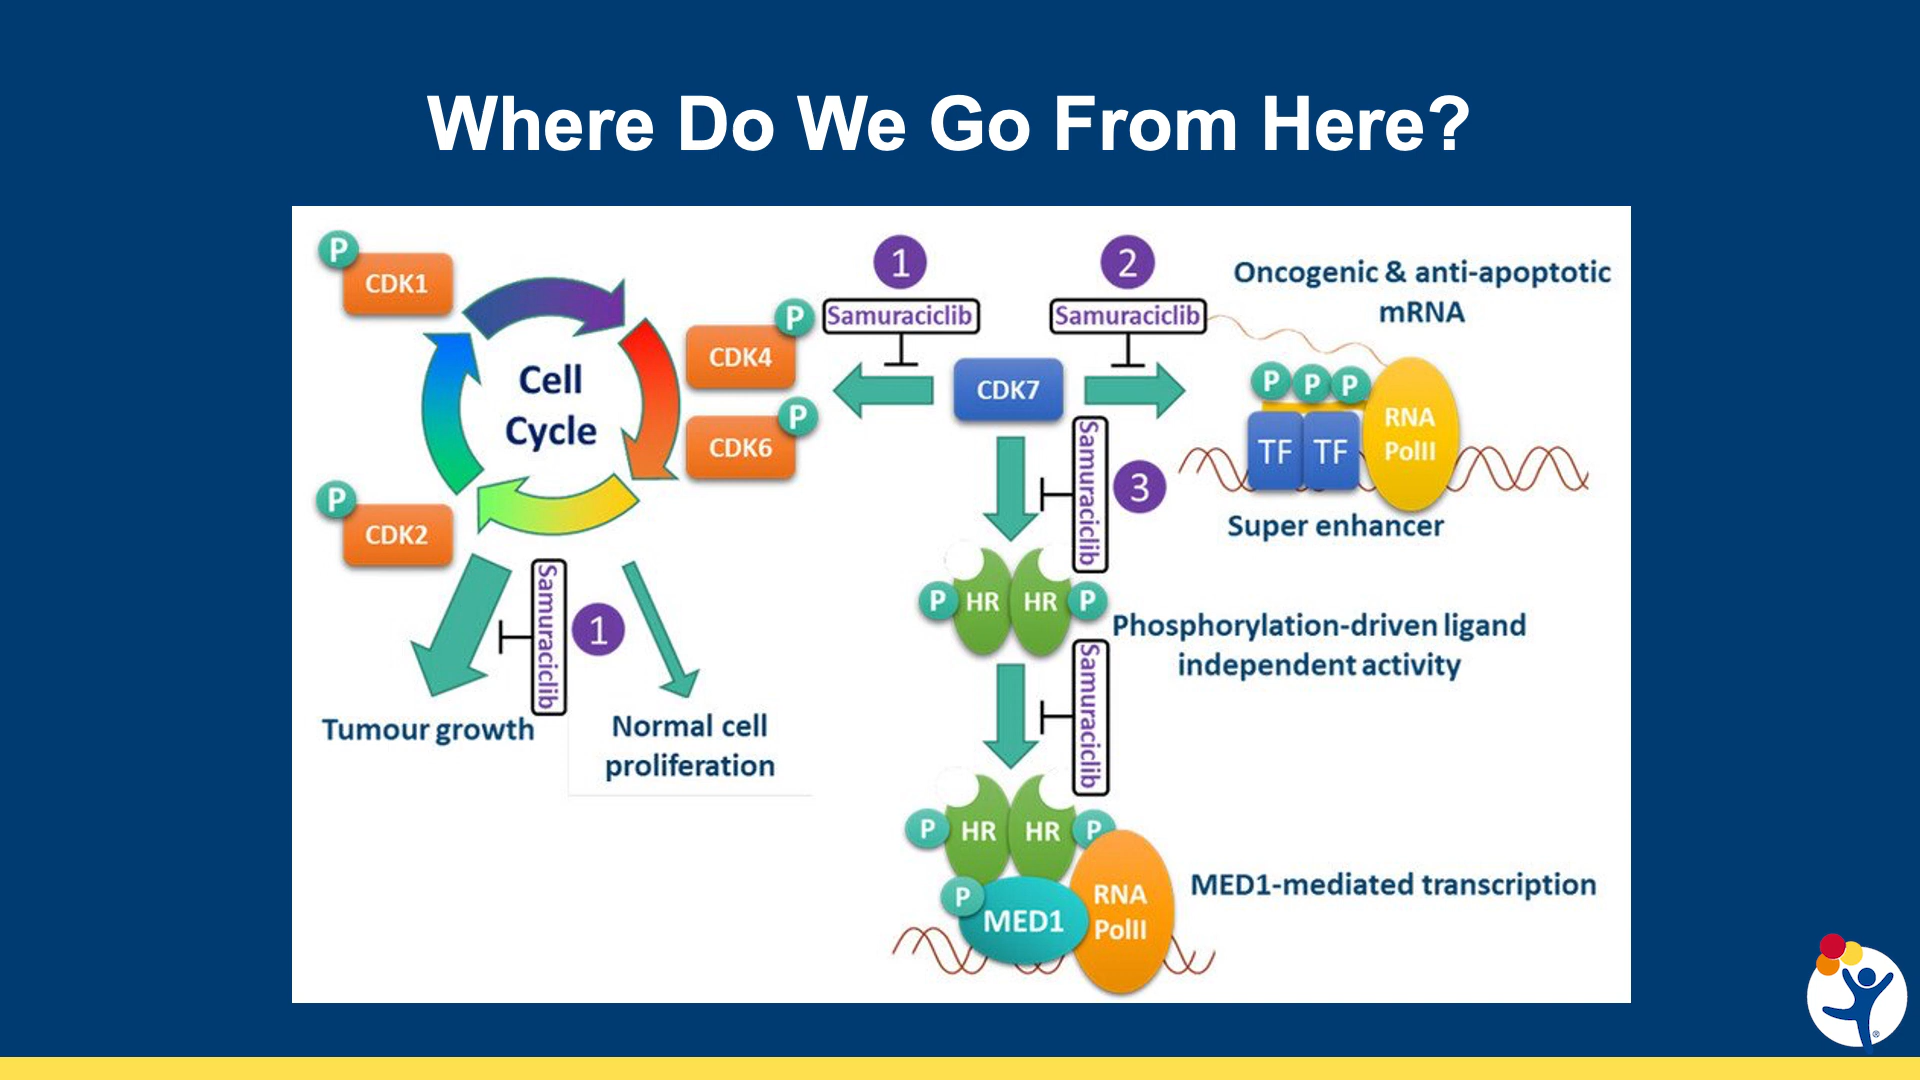 Where Do We Go From Here?
P
CDK1
Cell
Cycle
P
CDK4
P
CDK6
P
CDK2
Samuraciclib
1
Tumour growth
Normal cell
proliferation
1
Samuraciclib
CDK7
2
Samuraciclib
Oncogenic & anti-apoptotic
mRNA
P P P
TF TF
RNA
PolII
Super enhancer
Samuraciclib
3
P HR HR P
Phosphorylation-driven ligand
independent activity
Samuraciclib
P HR HR P
P
MED1
RNA
PolII
MED1-mediated transcription
®